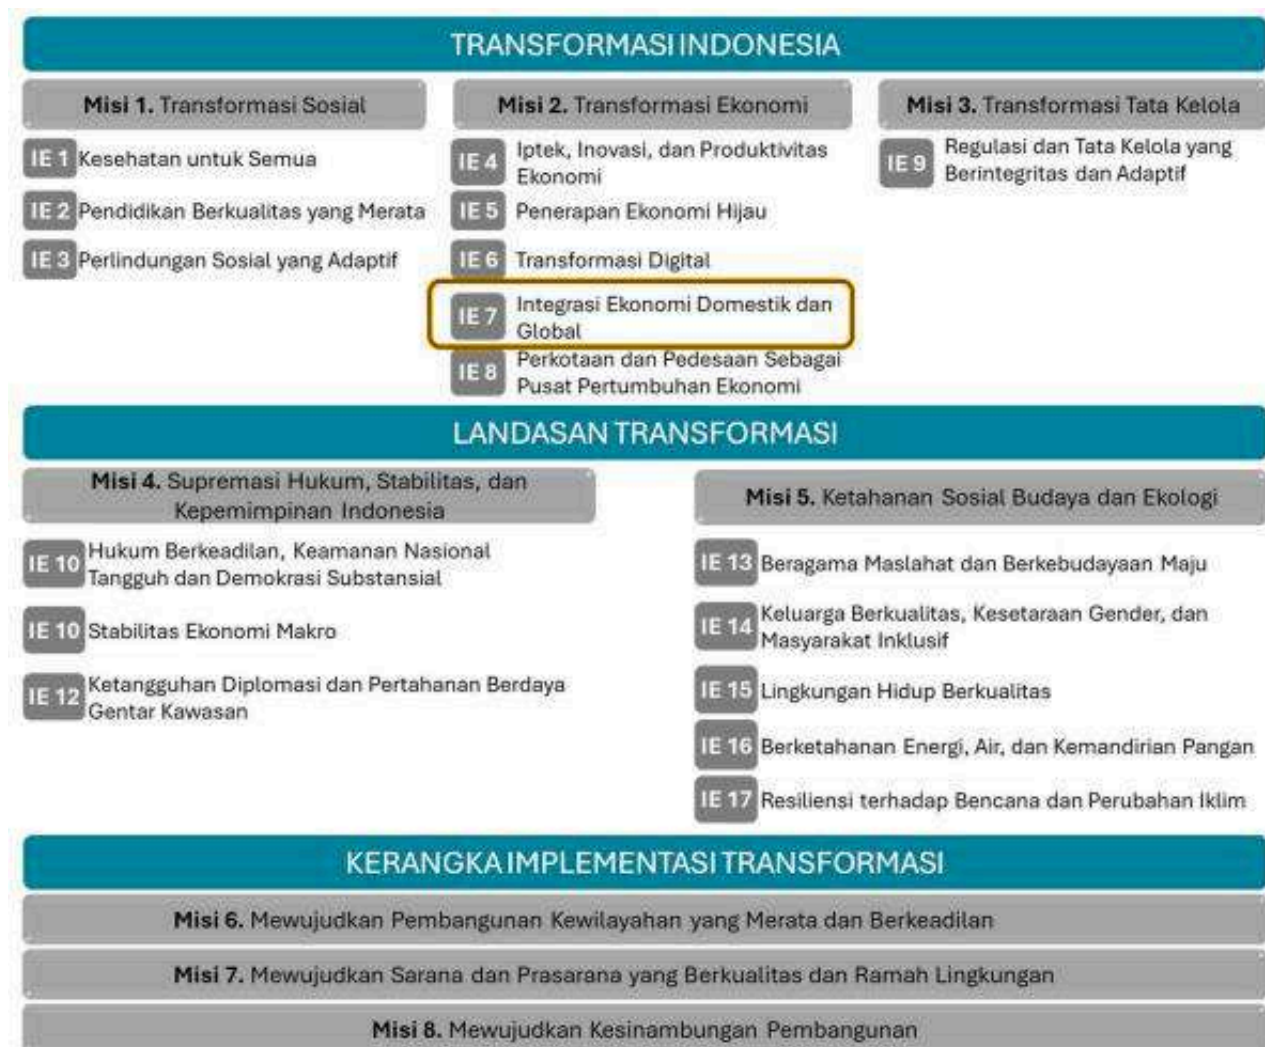 TRANSFORMASI INDONESIA
Misi 1. Transformasi Sosial
IE 1 Kesehatan untuk Semua
IE 2 Pendidikan Berkualitas yang Merata
IE 3 Perlindungan Sosial yang Adaptif
Misi 2. Transformasi Ekonomi
IE 4 Iptek, Inovasi, dan Produktivitas
Ekonomi
IE 5 Penerapan Ekonomi Hijau
IE 6 Transformasi Digital
IE 7 Integrasi Ekonomi Domestik dan
Global
IE 8 Perkotaan dan Pedesaan Sebagai
Pusat Pertumbuhan Ekonomi
Misi 3. Transformasi Tata Kelola
IE 9 Regulasi dan Tata Kelola yang
Berintegritas dan Adaptif
LANDASAN TRANSFORMASI
Misi 4. Supremasi Hukum, Stabilitas, dan
Kepemimpinan Indonesia
IE 10 Hukum Berkeadilan, Keamanan Nasional
Tangguh dan Demokrasi Substansial
IE 10 Stabilitas Ekonomi Makro
IE 12 Ketangguhan Diplomasi dan Pertahanan Berdaya
Gentar Kawasan
Misi 5. Ketahanan Sosial Budaya dan Ekologi
IE 13 Beragama Maslahat dan Berkebudayaan Maju
IE 14 Keluarga Berkualitas, Kesetaraan Gender, dan
Masyarakat Inklusif
IE 15 Lingkungan Hidup Berkualitas
IE 16 Berketahanan Energi, Air, dan Kemandirian Pangan
IE 17 Resiliensi terhadap Bencana dan Perubahan Iklim
KERANGKA IMPLEMENTASI TRANSFORMASI
Misi 6. Mewujudkan Pembangunan Kewilayahan yang Merata dan Berkeadilan
Misi 7. Mewujudkan Sarana dan Prasarana yang Berkualitas dan Ramah Lingkungan
Misi 8. Mewujudkan Kesinambungan Pembangunan